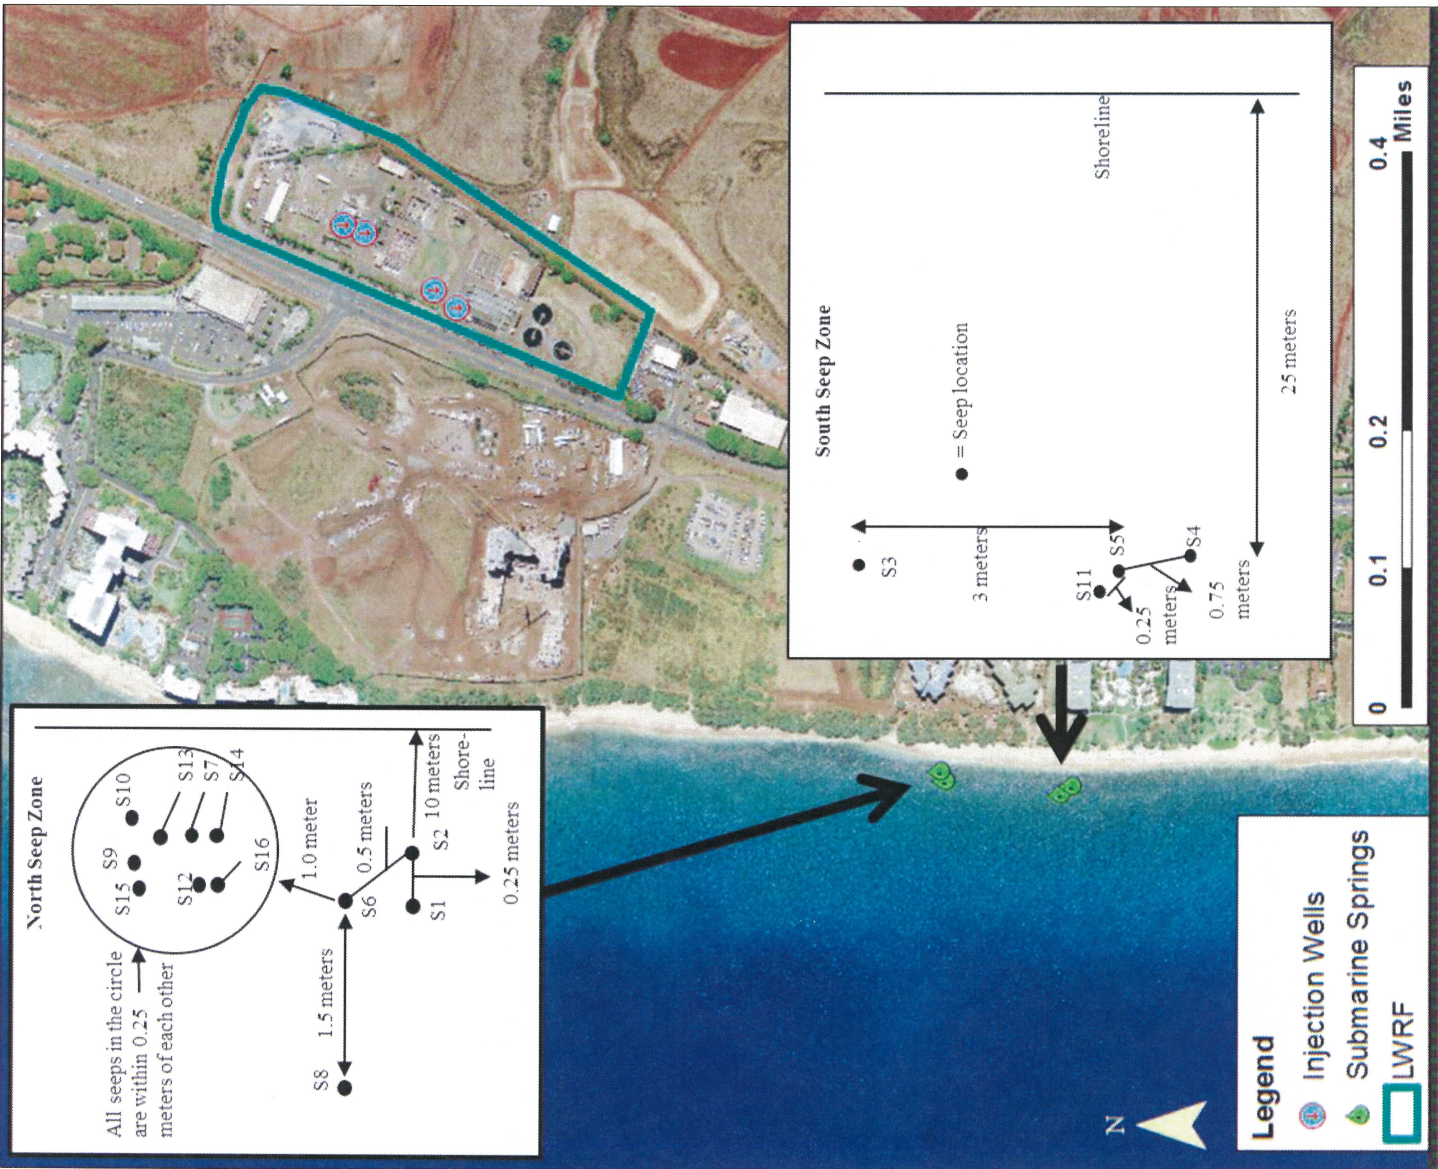 North Seep Zone
All seeps in the circle
are within 0.25
meters of each other
S15
S9
S10
S13
S7
S14
S12
S16
1.0 meter
S8
1.5 meters
S6
0.5 meters
S1
S2
10 meters
Shore-
line
0.25 meters
South Seep Zone
S3
= Seep location
3 meters
S11
S5
S4
0.25
meters
0.75
meters
Shoreline
25 meters
N
Legend
Injection Wells
Submarine Springs
LWRF
0
0.1
0.2
0.4
Miles